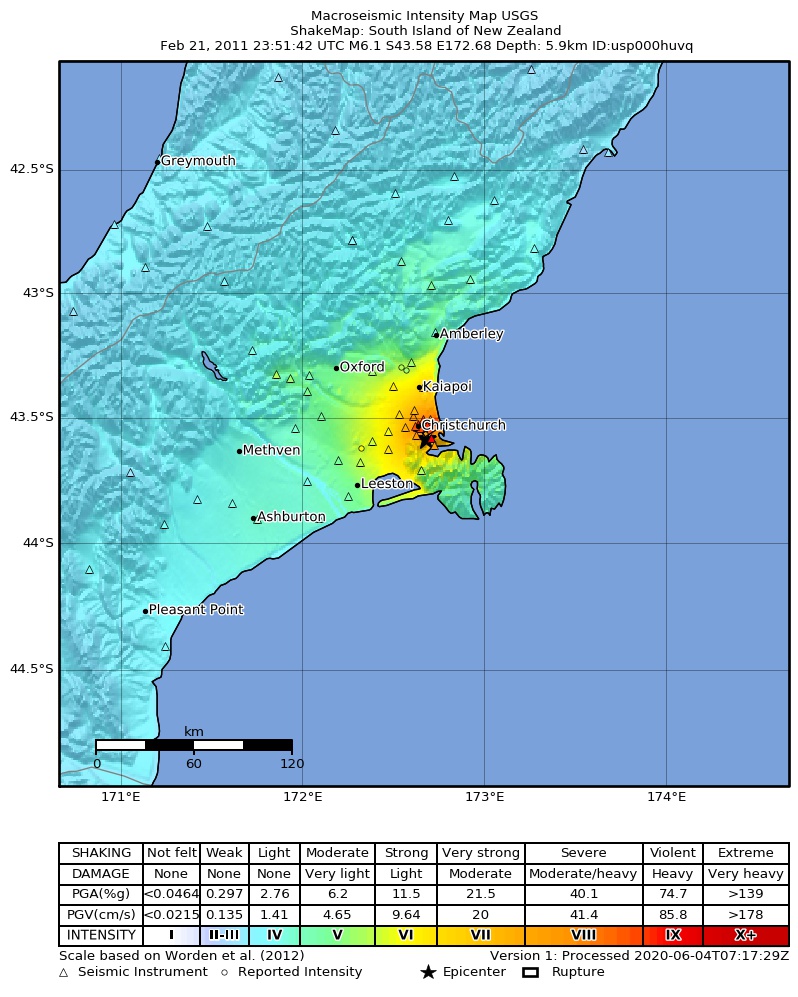 Macroseismic Intensity Map USGS
ShakeMap: South Island of New Zealand
Feb 21, 2011 23:51:42 UTC M6.1 S43.58 E172.68 Depth: 5.9km ID:usp000huvq
Greymouth
42.5°S
43°S
Amberley
Oxford
Kaiapoi
43.5°S
Christchurch
Methven
Leeston
Ashburton
44°S
Pleasant Point
44.5°S
km
0 60 120
171°E 172°E 173°E 174°E
SHAKING Not felt Weak Light Moderate Strong Very strong Severe Violent Extreme
DAMAGE None None None Very light Light Moderate Moderate/heavy Heavy Very heavy
PGA(%g) <0.0464 0.297 2.76 6.2 11.5 21.5 40.1 74.7 >139
PGV(cm/s) <0.0215 0.135 1.41 4.65 9.64 20 41.4 85.8 >178
INTENSITY I II-III IV V VI VII VIII IX X+
Scale based on Worden et al. (2012) Version 1: Processed 2020-06-04T07:17:29Z
Seismic Instrument Reported Intensity Epicenter Rupture